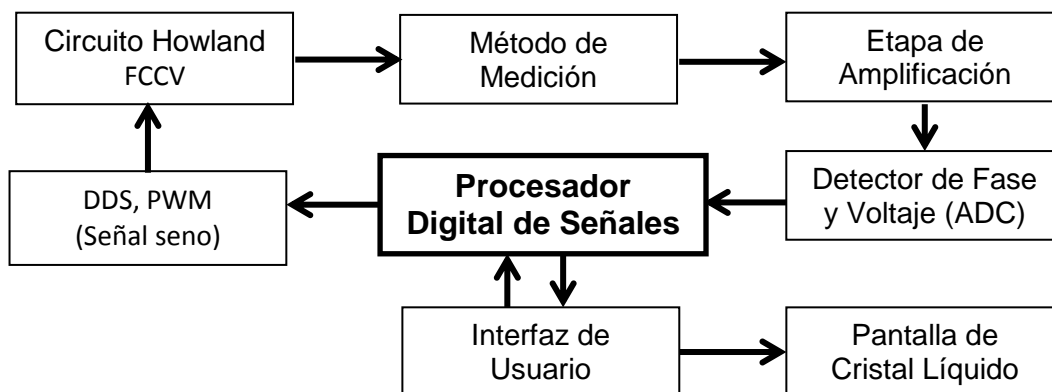 Circuito Howland
FCCV
Método de
Medición
Etapa de
Amplificación
DDS, PWM
(Señal seno)
Procesador
Digital de Señales
Detector de Fase
y Voltaje (ADC)
Interfaz de
Usuario
Pantalla de
Cristal Líquido